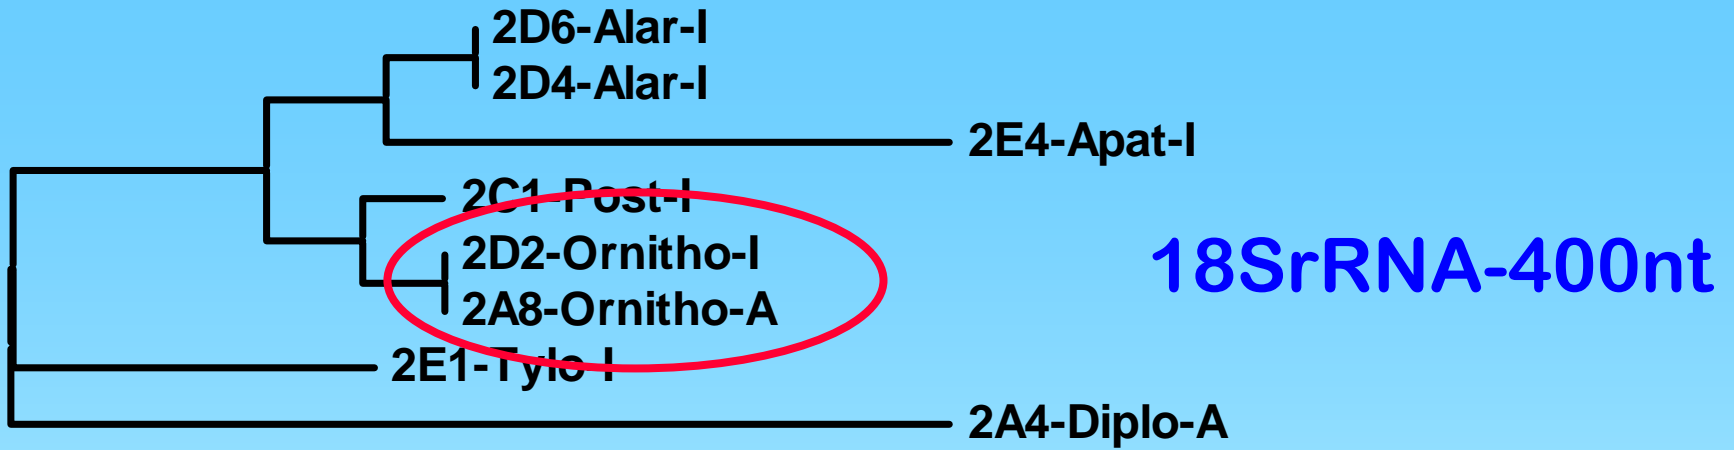 2D6-Alar-I
2D4-Alar-I
2E4-Apat-I
2C1-Post-I
2D2-Ornitho-I
18SrRNA-400nt
2A8-Ornitho-A
2E1-Tylo-I
2A4-Diplo-A